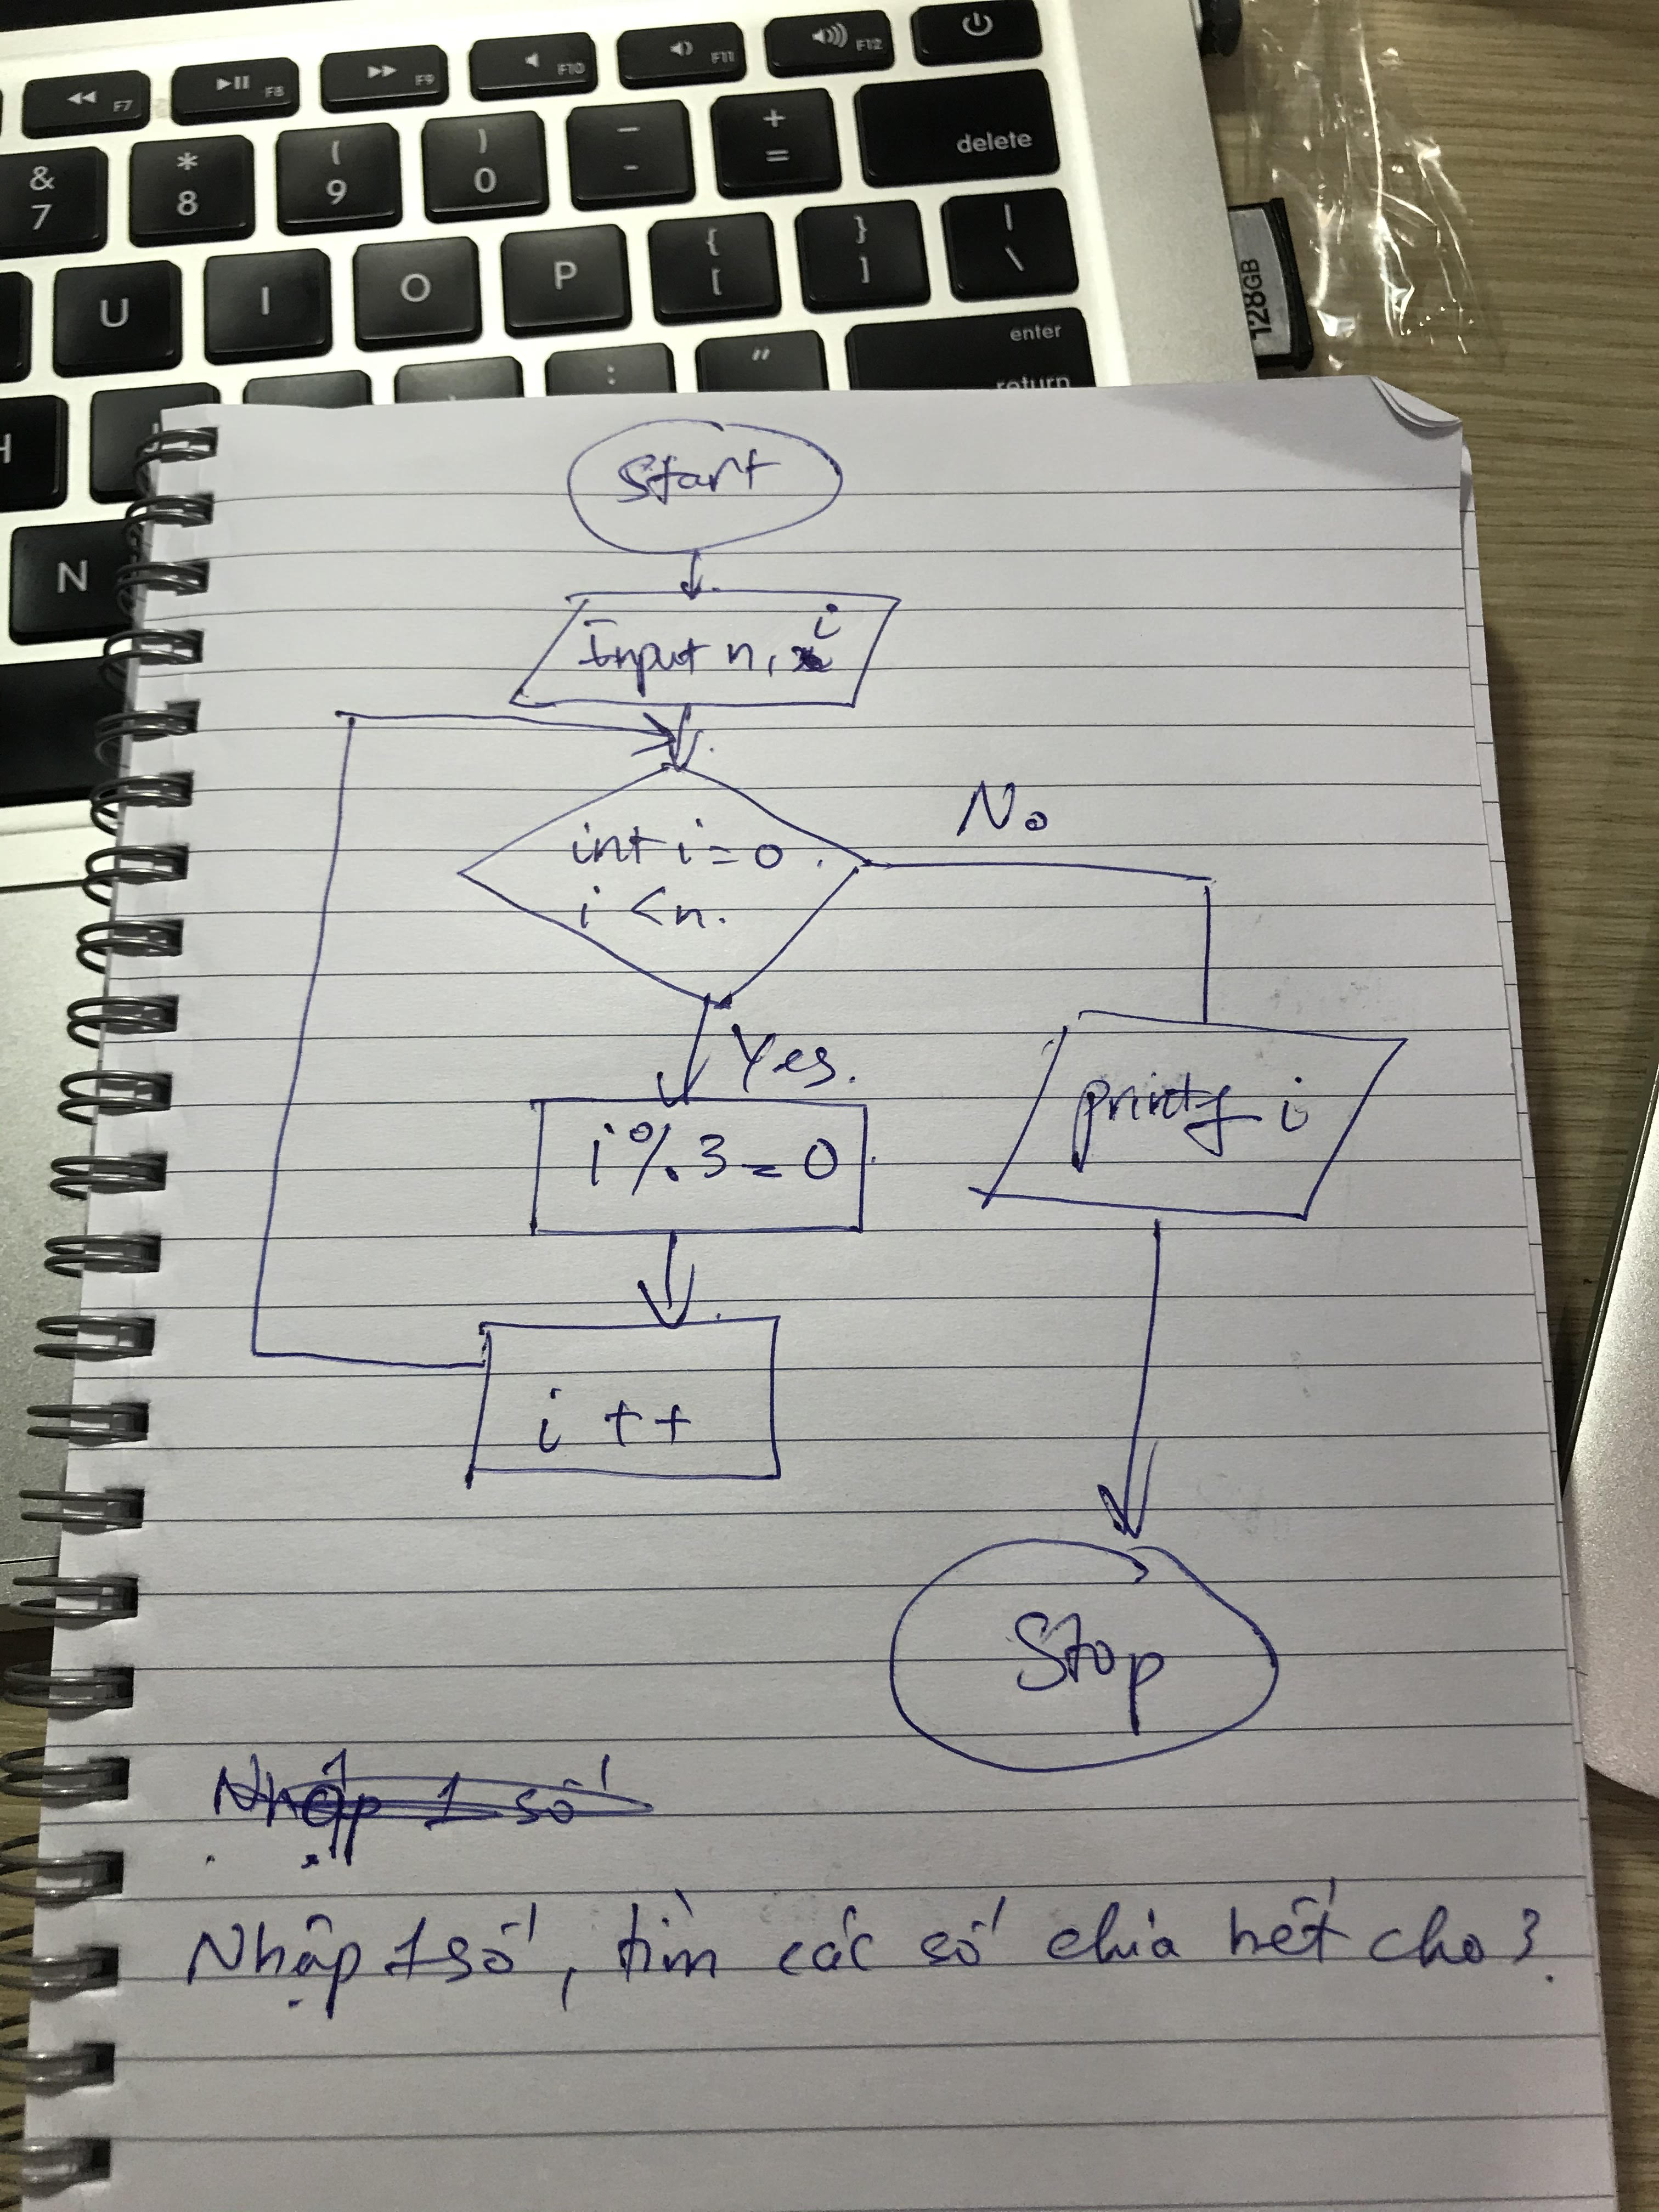 F7 F8 F9 F10 F11 F12
& * ( ) _ +
7 8 9 0 - = delete
{ } |
U I O P [ ] \
128GB
enter
: " return
H J
N
Start
Input n, i
int i = 0.
i < n.
No
Yes.
i % 3 = 0
printf i
i ++
Stop
Nhập 1 số
Nhập 1 số, tìm các số chia hết cho 3.